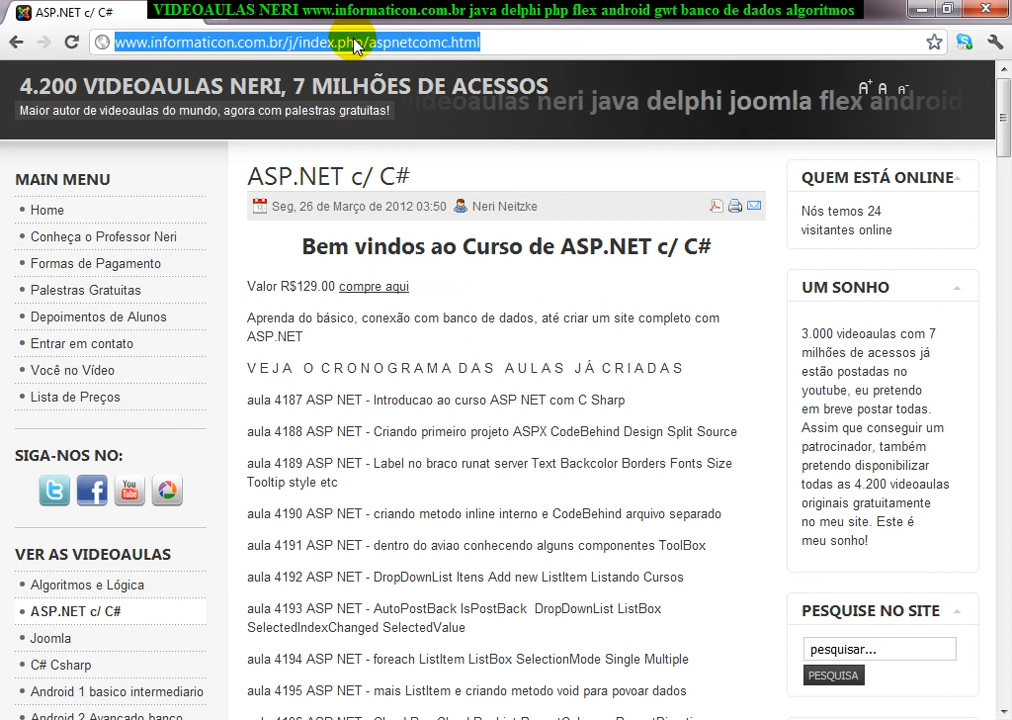 ASP.NET c/ C#
VIDEOAULAS NERI www.informaticon.com.br java delphi php flex android gwt banco de dados algoritmos
www.informaticon.com.br/j/index.php/aspnetcomc.html
4.200 VIDEOAULAS NERI, 7 MILHÕES DE ACESSOS
Maior autor de videoaulas do mundo, agora com palestras gratuitas!
videoaulas neri java delphi joomla flex android
A+ A A-
MAIN MENU
Home
Conheça o Professor Neri
Formas de Pagamento
Palestras Gratuitas
Depoimentos de Alunos
Entrar em contato
Você no Vídeo
Lista de Preços
SIGA-NOS NO:
You
Tube
VER AS VIDEOAULAS
Algoritmos e Lógica
ASP.NET c/ C#
Joomla
C# Csharp
Android 1 basico intermediario
Android 2 Avançado banco
ASP.NET c/ C#
Seg, 26 de Março de 2012 03:50 Neri Neitzke
Bem vindos ao Curso de ASP.NET c/ C#
Valor R$129.00 compre aqui
Aprenda do básico, conexão com banco de dados, até criar um site completo com
ASP.NET
V E J A O C R O N O G R A M A D A S A U L A S J Á C R I A D A S
aula 4187 ASP NET - Introducao ao curso ASP NET com C Sharp
aula 4188 ASP NET - Criando primeiro projeto ASPX CodeBehind Design Split Source
aula 4189 ASP NET - Label no braco runat server Text Backcolor Borders Fonts Size
Tooltip style etc
aula 4190 ASP NET - criando metodo inline interno e CodeBehind arquivo separado
aula 4191 ASP NET - dentro do aviao conhecendo alguns componentes ToolBox
aula 4192 ASP NET - DropDownList Itens Add new ListItem Listando Cursos
aula 4193 ASP NET - AutoPostBack IsPostBack DropDownList ListBox
SelectedIndexChanged SelectedValue
aula 4194 ASP NET - foreach ListItem ListBox SelectionMode Single Multiple
aula 4195 ASP NET - mais ListItem e criando metodo void para povoar dados
QUEM ESTÁ ONLINE
Nós temos 24
visitantes online
UM SONHO
3.000 videoaulas com 7
milhões de acessos já
estão postadas no
youtube, eu pretendo
em breve postar todas.
Assim que conseguir um
patrocinador, também
pretendo disponibilizar
todas as 4.200 videoaulas
originais gratuitamente
no meu site. Este é
meu sonho!
PESQUISE NO SITE
pesquisar...
PESQUISA